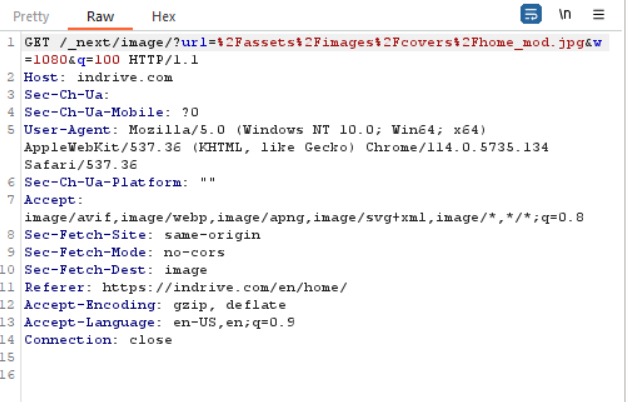 Pretty Raw Hex \n
1 GET /_next/image/?url=%2Fassets%2Fimages%2Fcovers%2Fhome_mod.jpg&w
=1080&q=100 HTTP/1.1
2 Host: indrive.com
3 Sec-Ch-Ua:
4 Sec-Ch-Ua-Mobile: ?0
5 User-Agent: Mozilla/5.0 (Windows NT 10.0; Win64; x64)
AppleWebKit/537.36 (KHTML, like Gecko) Chrome/114.0.5735.134
Safari/537.36
6 Sec-Ch-Ua-Platform: ""
7 Accept:
image/avif,image/webp,image/apng,image/svg+xml,image/*,*/*;q=0.8
8 Sec-Fetch-Site: same-origin
9 Sec-Fetch-Mode: no-cors
10 Sec-Fetch-Dest: image
11 Referer: https://indrive.com/en/home/
12 Accept-Encoding: gzip, deflate
13 Accept-Language: en-US,en;q=0.9
14 Connection: close
15
16